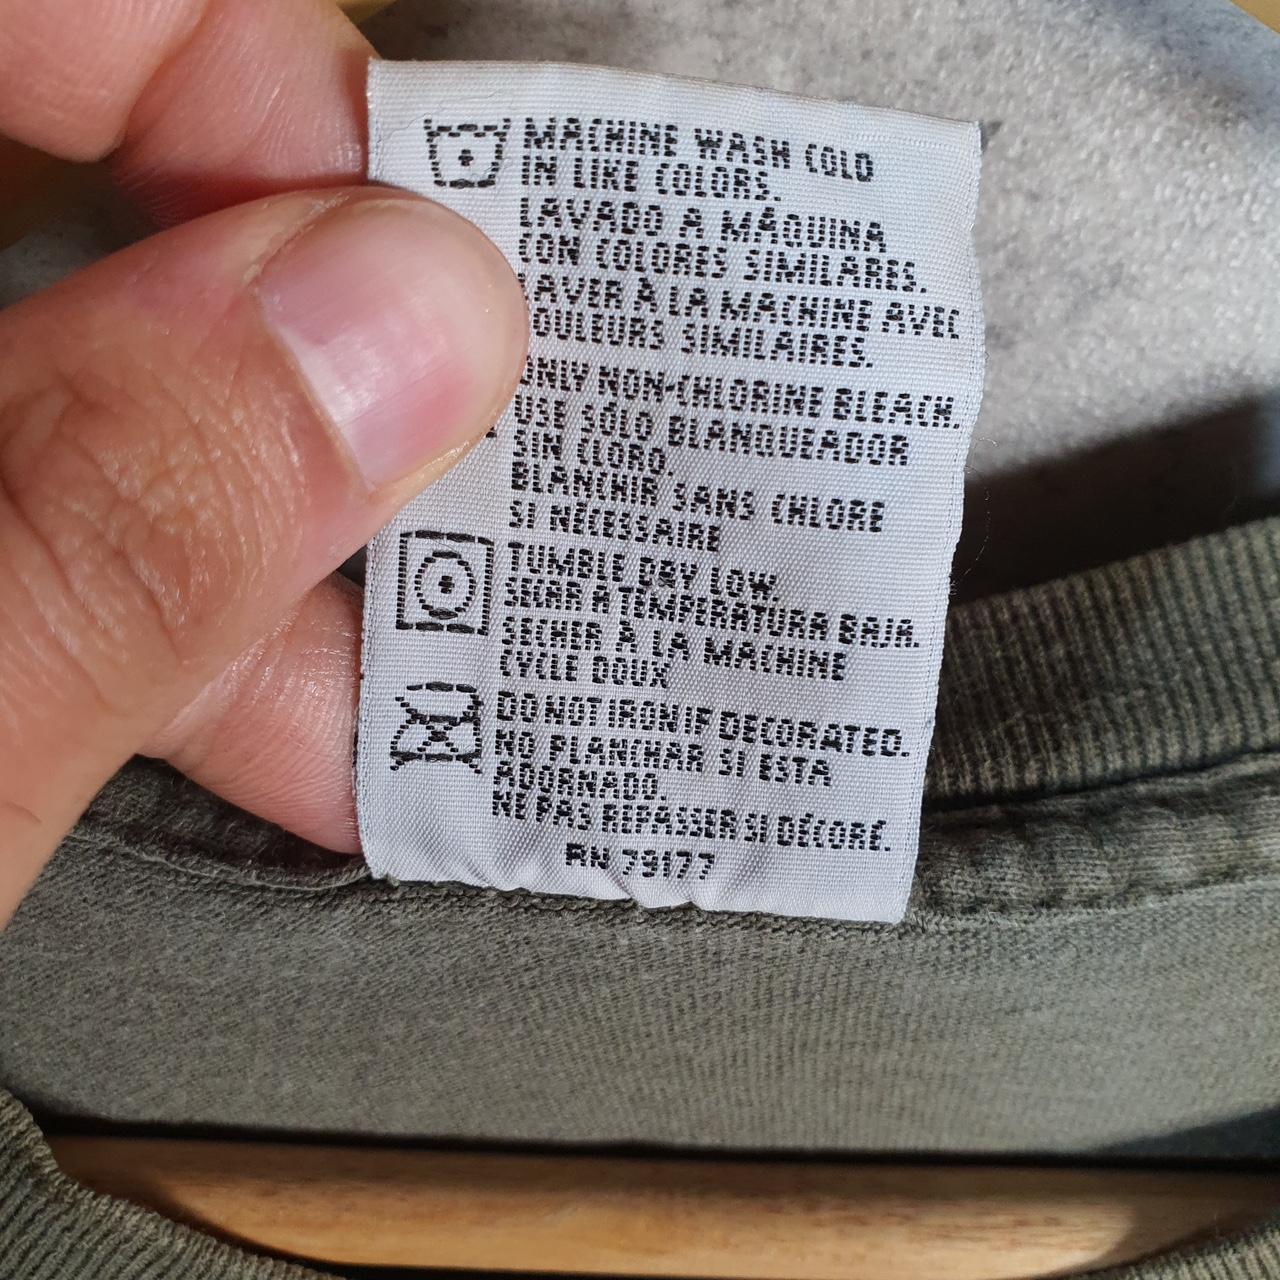 MACHINE WASH COLD
IN LIKE COLORS.
LAVADO A MÁQUINA
CON COLORES SIMILARES.
LAVER À LA MACHINE AVEC
OULEURS SIMILAIRES.
ONLY NON-CHLORINE BLEACH.
USE SÓLO BLANQUEADOR
SIN CLORO.
BLANCHIR SANS CHLORE
SI NÉCESSAIRE
TUMBLE DRY LOW.
SECAR A TEMPERATURA BAJA.
SECHER À LA MACHINE
CYCLE DOUX
DO NOT IRON IF DECORATED.
NO PLANCHAR SI ESTA
ADORNADO.
NE PAS REPASSER SI DÉCORÉ.
RN 79177